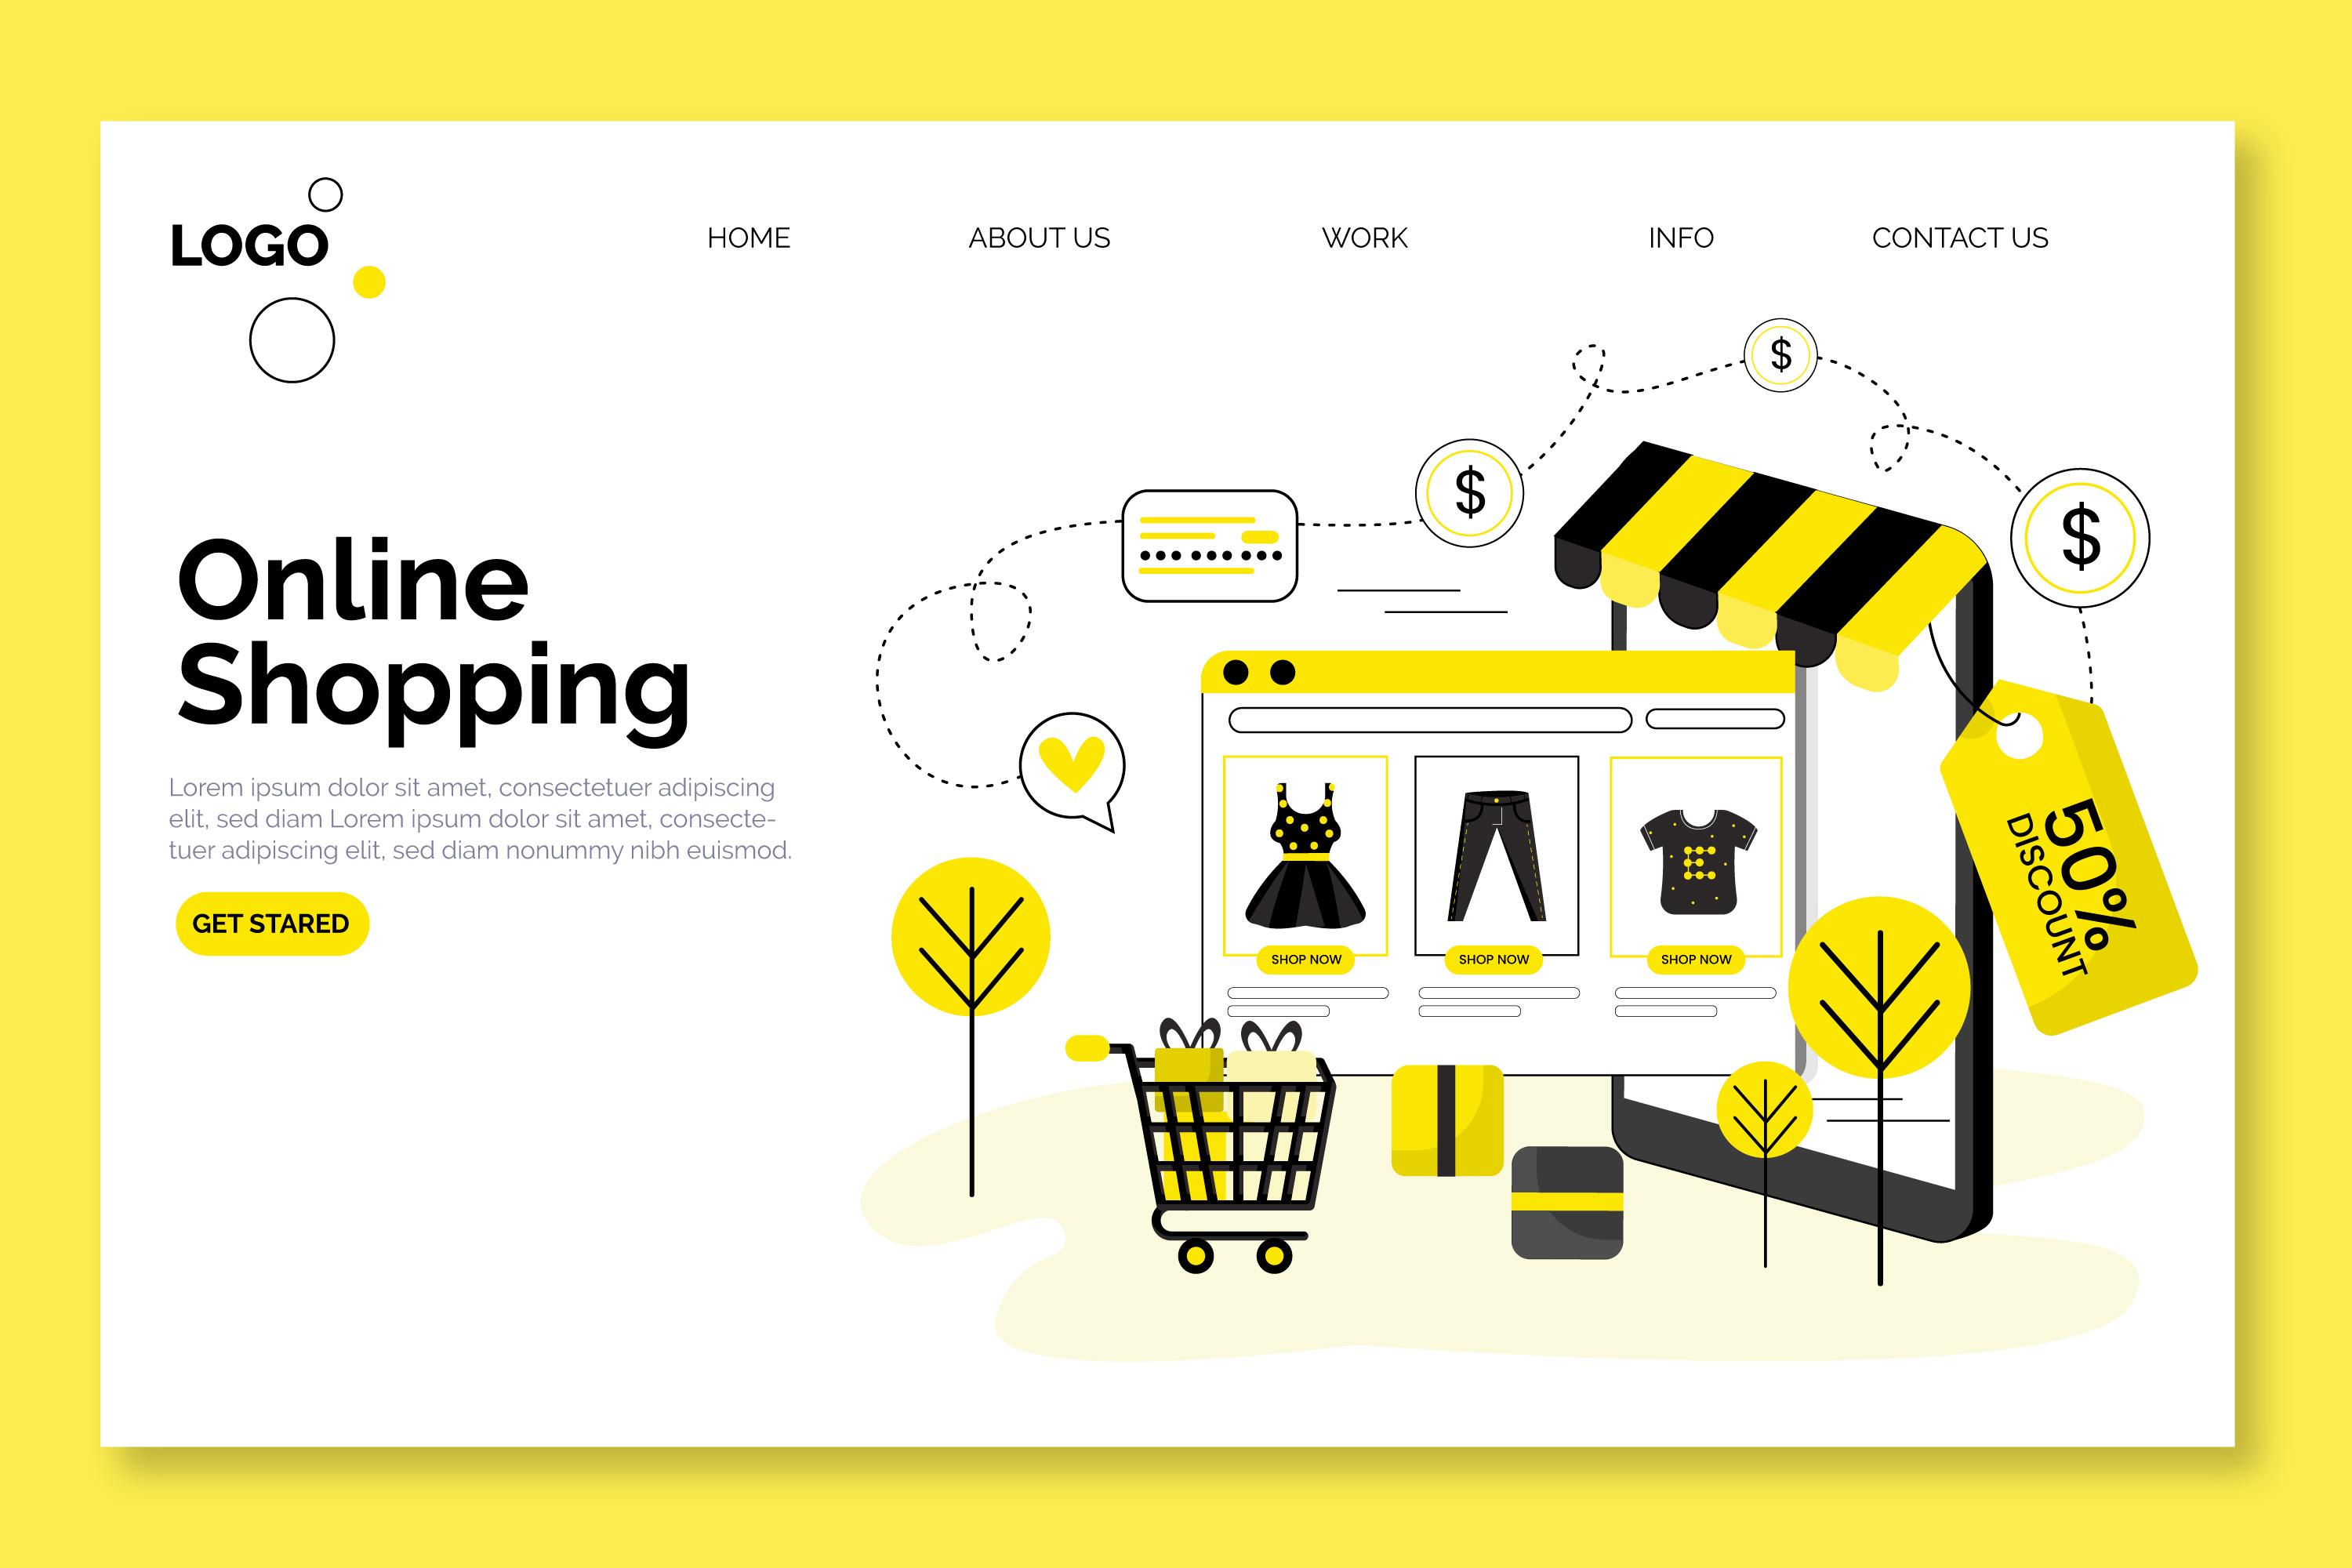 LOGO
HOME
ABOUT US
WORK
INFO
CONTACT US
Online
Shopping
Lorem ipsum dolor sit amet, consectetuer adipiscing
elit, sed diam Lorem ipsum dolor sit amet, consecte-
tuer adipiscing elit, sed diam nonummy nibh euismod.
GET STARED
$
$
$
SHOP NOW
SHOP NOW
SHOP NOW
50%
DISCOUNT